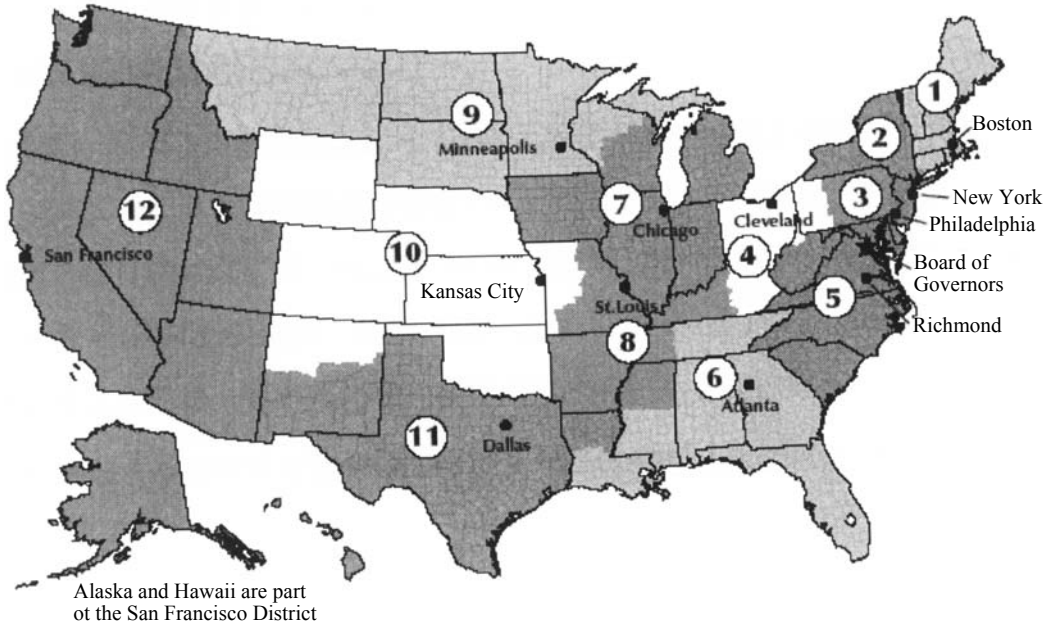 1
9
2
Boston
Minneapolis
3
New York
12
7
Chicago
Cleveland
Philadelphia
San Francisco
10
4
Board of
Governors
Kansas City
St.Louis
5
Richmond
8
6
Atlanta
11
Dallas
Alaska and Hawaii are part
ot the San Francisco District